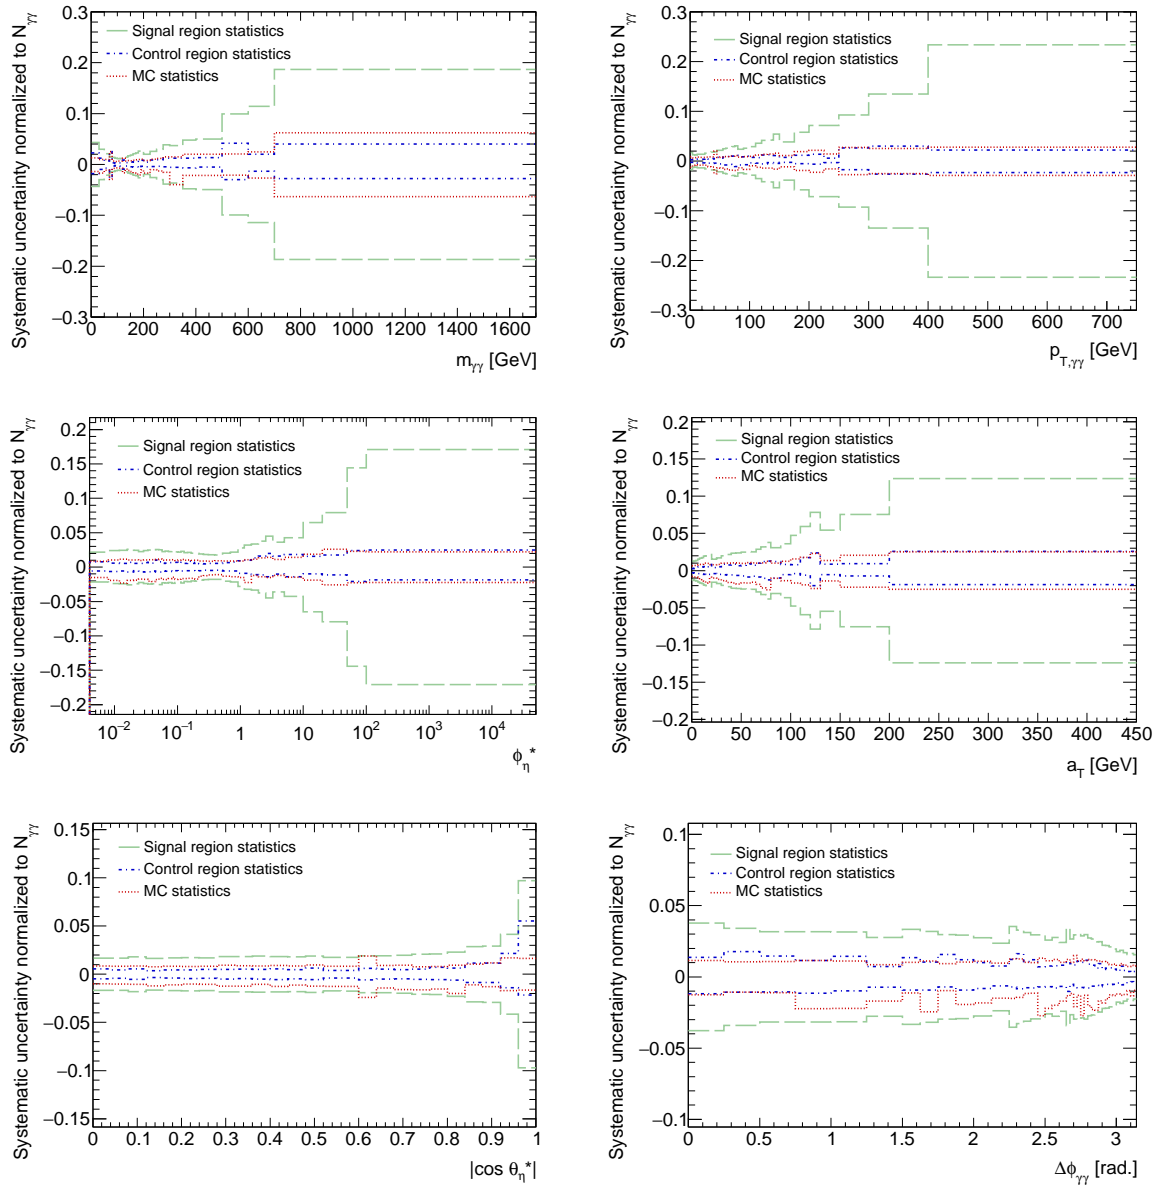 Systematic uncertainty normalized to Nγγ
Signal region statistics
Control region statistics
MC statistics
0.3
0.2
0.1
0
−0.1
−0.2
−0.3
0 200 400 600 800 1000 1200 1400 1600
mγγ [GeV]
Systematic uncertainty normalized to Nγγ
Signal region statistics
Control region statistics
MC statistics
0.3
0.2
0.1
0
−0.1
−0.2
−0.3
0 100 200 300 400 500 600 700
pT,γγ [GeV]
Systematic uncertainty normalized to Nγγ
Signal region statistics
Control region statistics
MC statistics
0.2
0.15
0.1
0.05
0
−0.05
−0.1
−0.15
−0.2
10−2 10−1 1 10 102 103 104
ϕη*
Systematic uncertainty normalized to Nγγ
Signal region statistics
Control region statistics
MC statistics
0.2
0.15
0.1
0.05
0
−0.05
−0.1
−0.15
−0.2
0 50 100 150 200 250 300 350 400 450
aT [GeV]
Systematic uncertainty normalized to Nγγ
Signal region statistics
Control region statistics
MC statistics
0.15
0.1
0.05
0
−0.05
−0.1
−0.15
0 0.1 0.2 0.3 0.4 0.5 0.6 0.7 0.8 0.9 1
|cos θη*|
Systematic uncertainty normalized to Nγγ
Signal region statistics
Control region statistics
MC statistics
0.1
0.05
0
−0.05
−0.1
0 0.5 1 1.5 2 2.5 3
Δϕγγ [rad.]